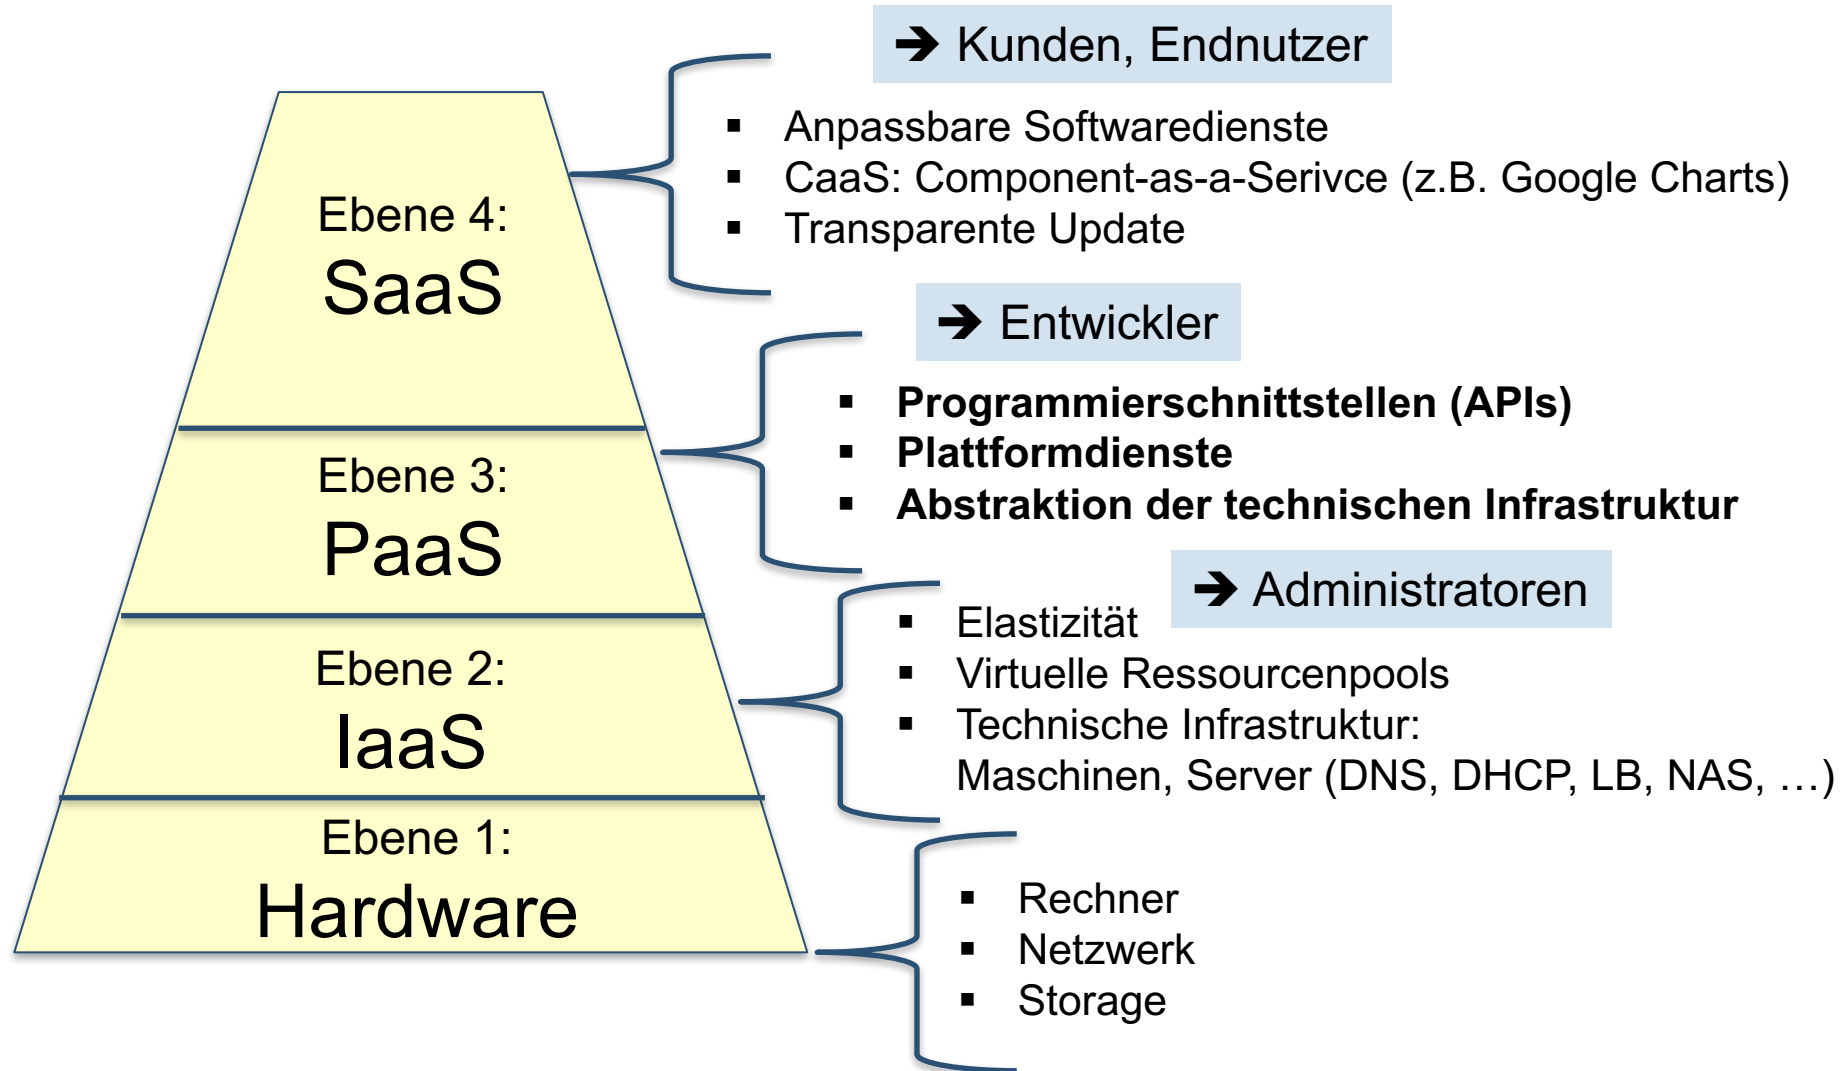 ➔ Kunden, Endnutzer
▪ Anpassbare Softwaredienste
▪ CaaS: Component-as-a-Serivce (z.B. Google Charts)
▪ Transparente Update
Ebene 4:
SaaS
➔ Entwickler
▪ Programmierschnittstellen (APIs)
▪ Plattformdienste
▪ Abstraktion der technischen Infrastruktur
Ebene 3:
PaaS
➔ Administratoren
▪ Elastizität
▪ Virtuelle Ressourcenpools
▪ Technische Infrastruktur:
Maschinen, Server (DNS, DHCP, LB, NAS, …)
Ebene 2:
IaaS
Ebene 1:
Hardware
▪ Rechner
▪ Netzwerk
▪ Storage